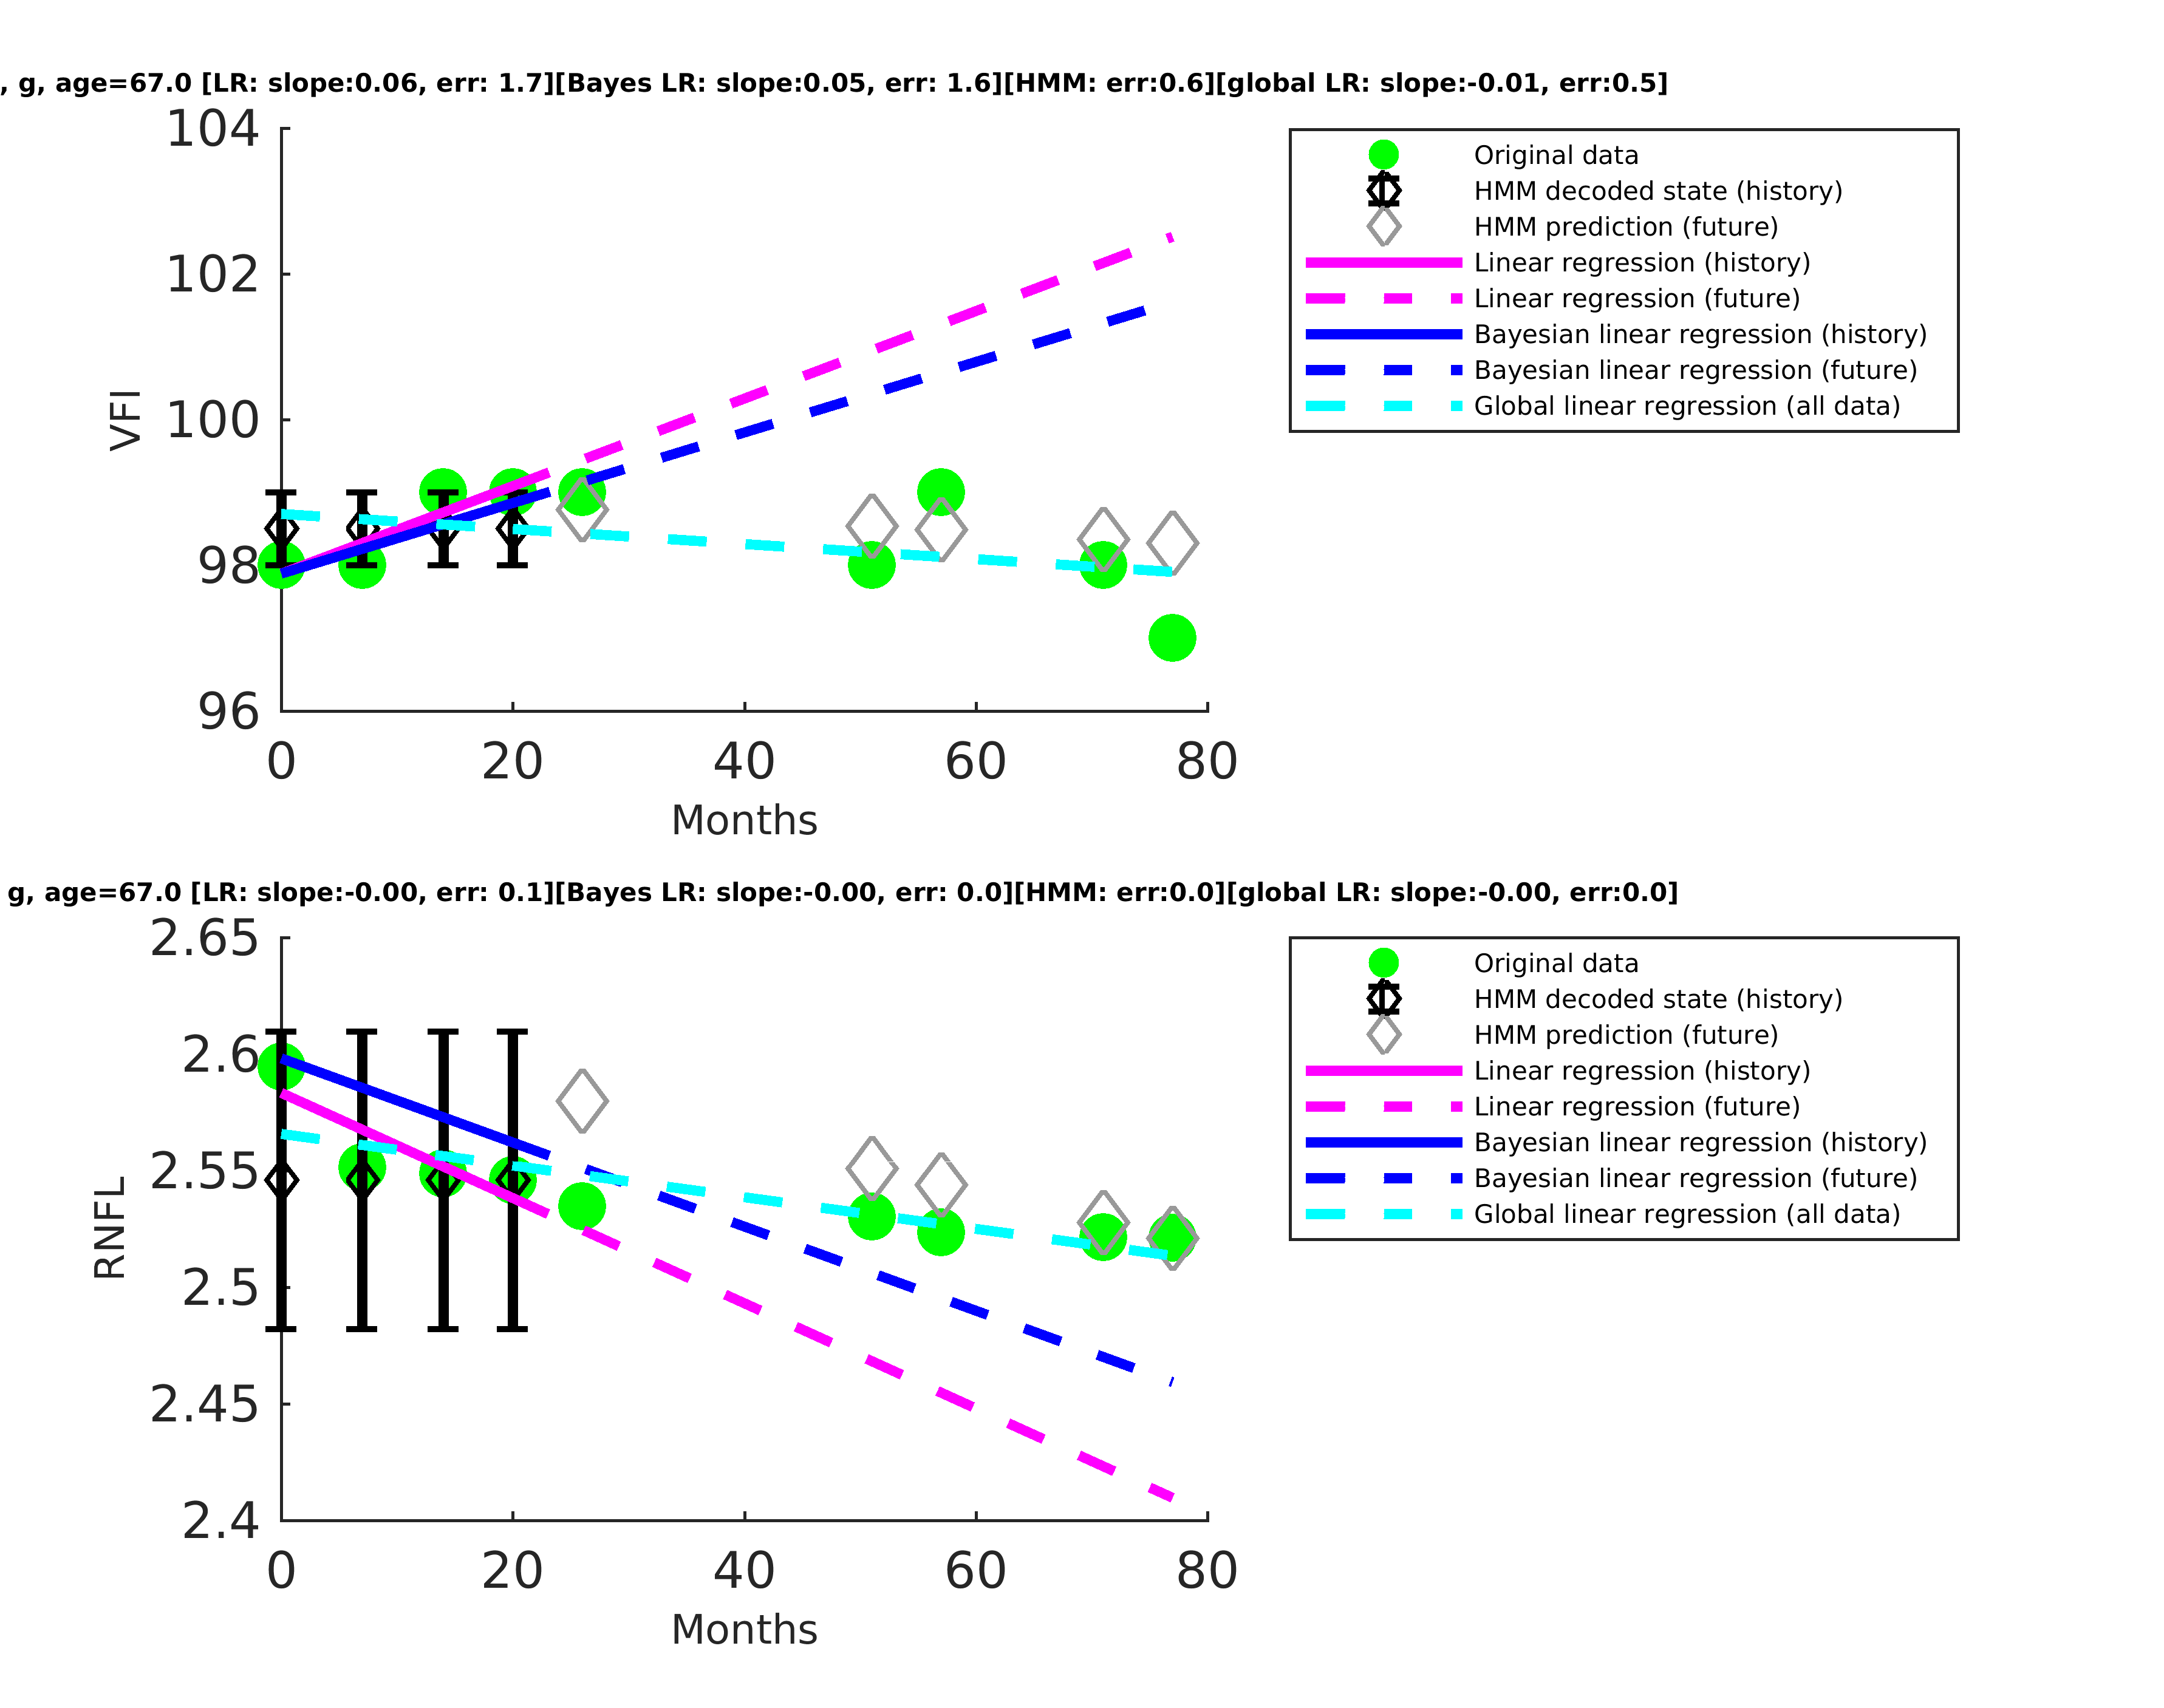 , g, age=67.0 [LR: slope:0.06, err: 1.7][Bayes LR: slope:0.05, err: 1.6][HMM: err:0.6][global LR: slope:-0.01, err:0.5]
104
102
100
98
96
VFI
0 20 40 60 80
Months
Original data
HMM decoded state (history)
HMM prediction (future)
Linear regression (history)
Linear regression (future)
Bayesian linear regression (history)
Bayesian linear regression (future)
Global linear regression (all data)
g, age=67.0 [LR: slope:-0.00, err: 0.1][Bayes LR: slope:-0.00, err: 0.0][HMM: err:0.0][global LR: slope:-0.00, err:0.0]
2.65
2.6
2.55
2.5
2.45
2.4
RNFL
0 20 40 60 80
Months
Original data
HMM decoded state (history)
HMM prediction (future)
Linear regression (history)
Linear regression (future)
Bayesian linear regression (history)
Bayesian linear regression (future)
Global linear regression (all data)